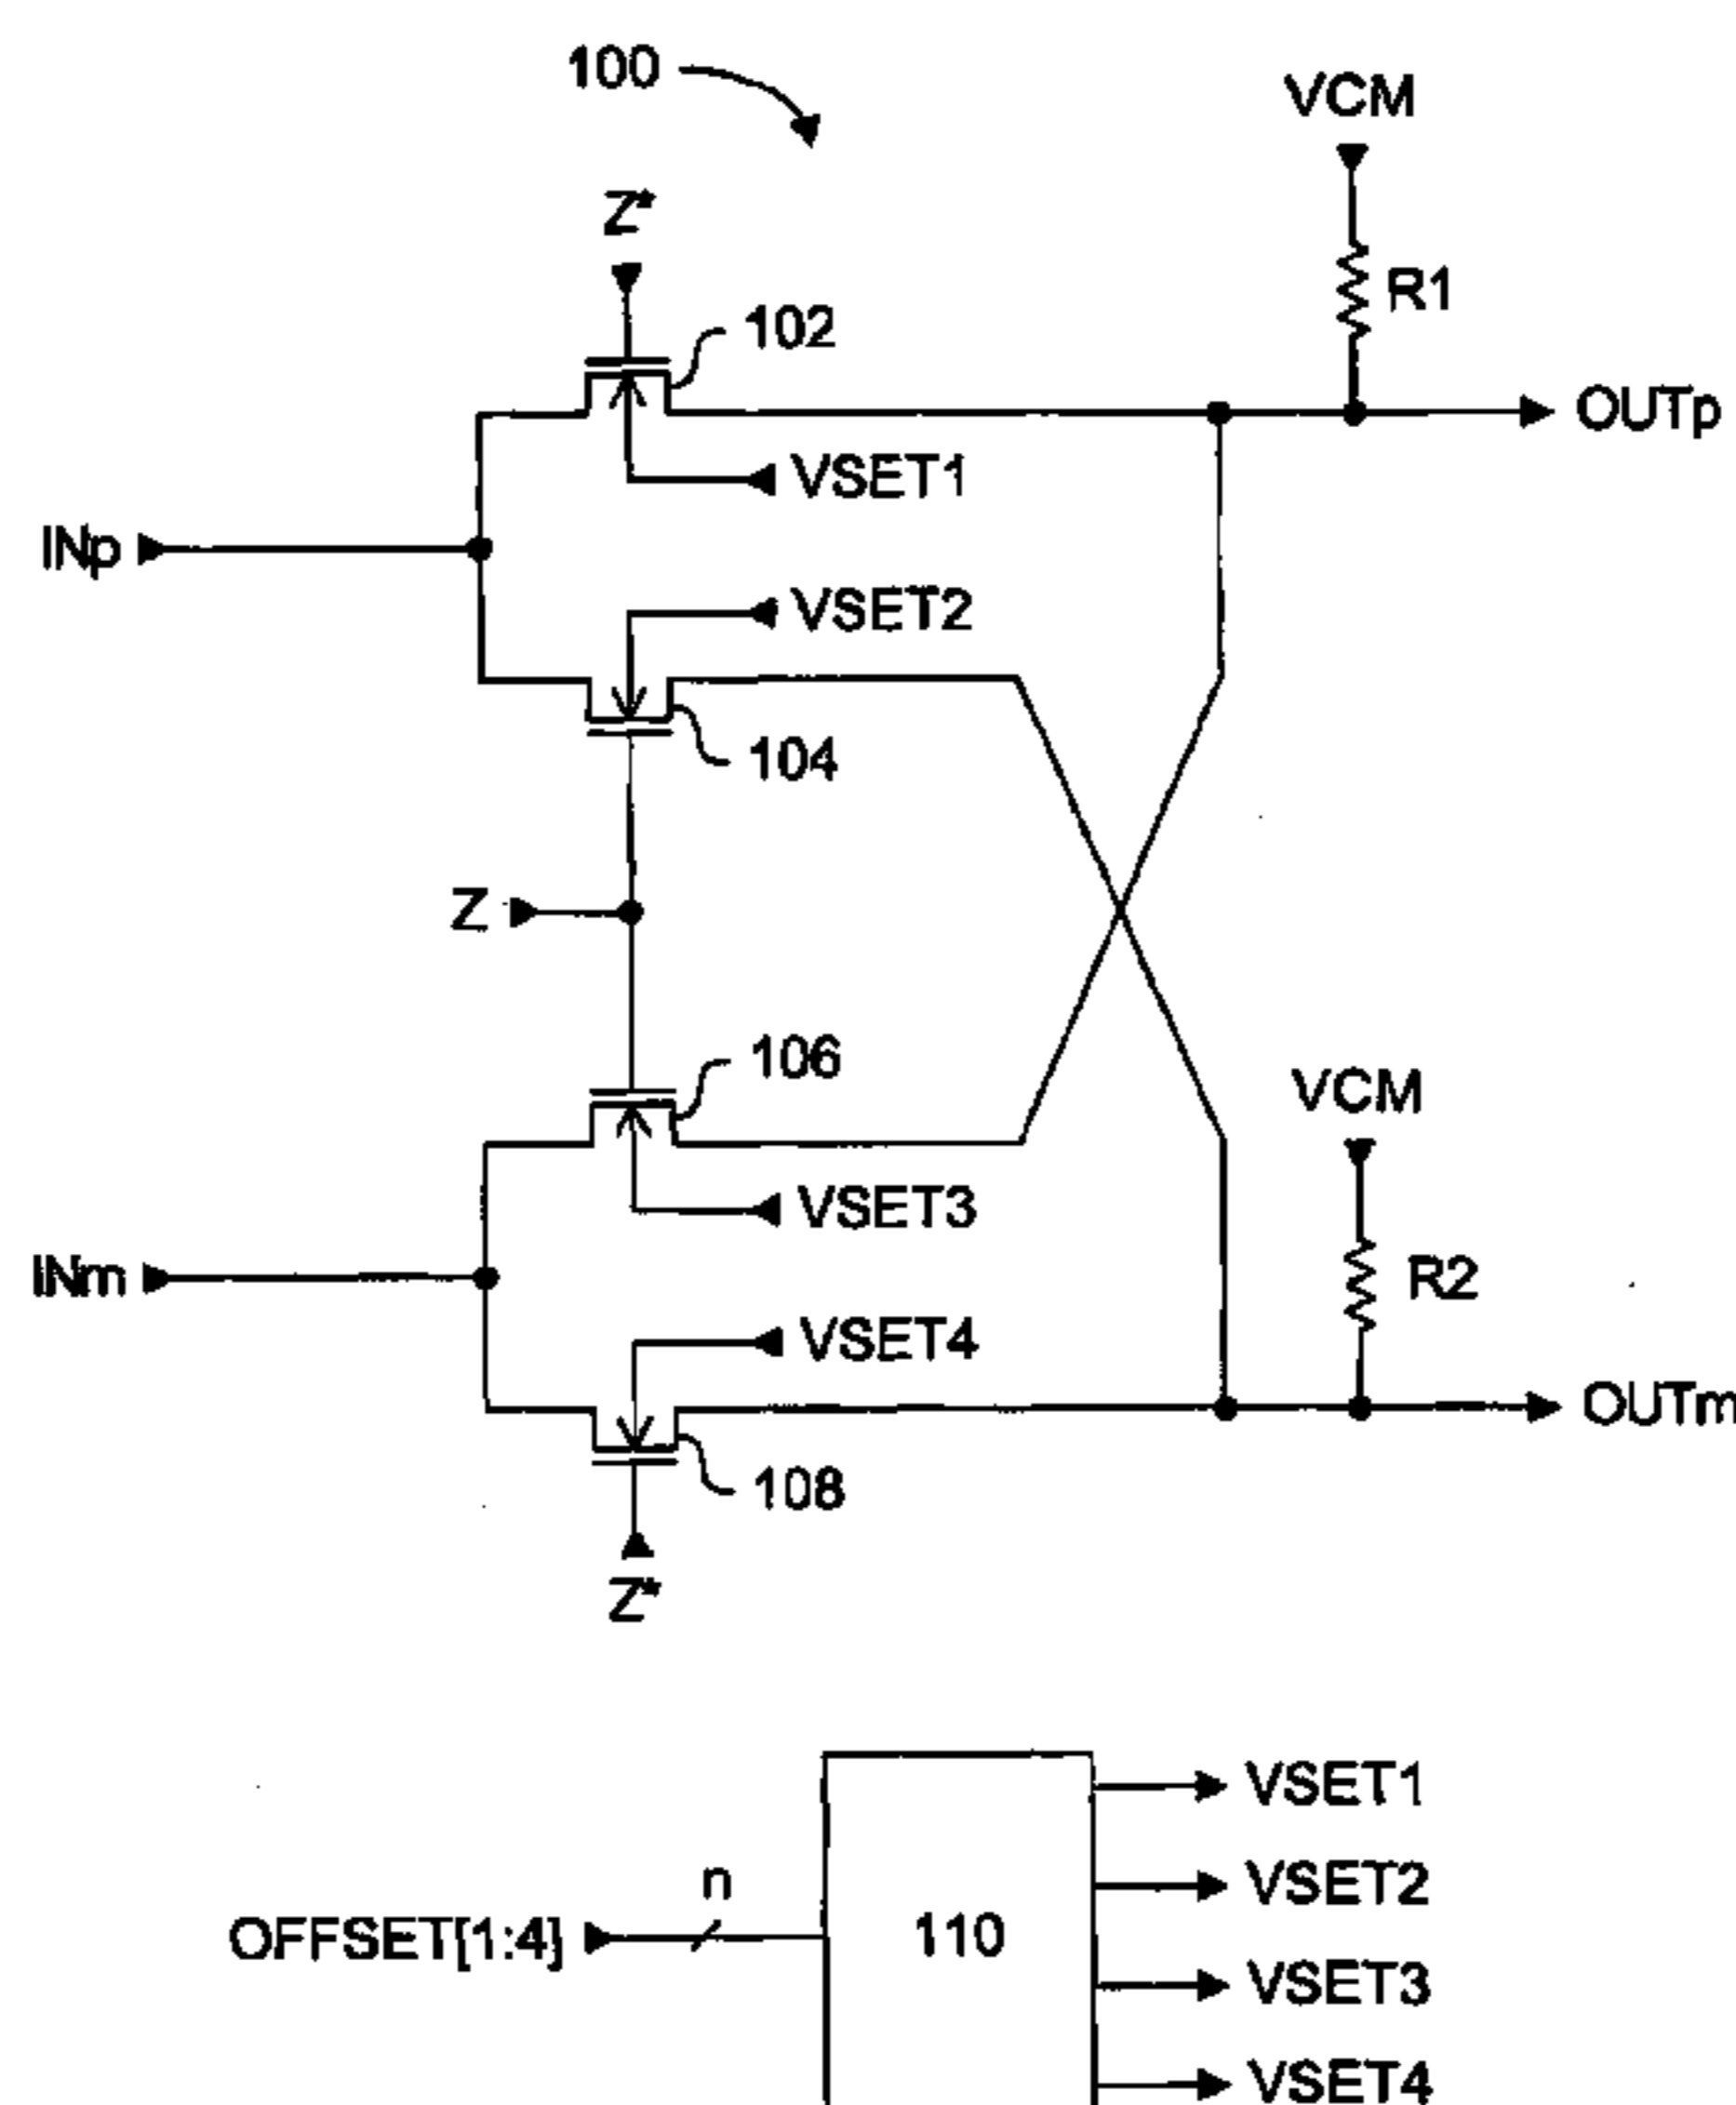 100
VCM
Z*
R1
102
OUTp
VSET1
INp
VSET2
104
Z
106
VCM
VSET3
INm
R2
VSET4
OUTm
108
Z*
VSET1
n
VSET2
OFFSET[1:4]
110
VSET3
VSET4